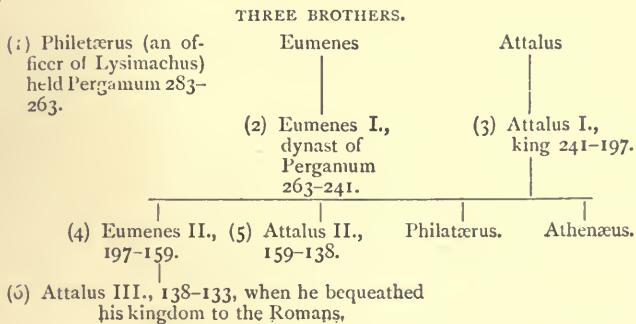 THREE BROTHERS.
(1) Philetærus (an of-
ficer of Lysimachus)
held Pergamum 283–
263.
Eumenes
Attalus
(2) Eumenes I.,
dynast of
Pergamum
263–241.
(3) Attalus I.,
king 241–197.
(4) Eumenes II.,
197–159.
(5) Attalus II.,
159–138.
Philatærus.
Athenæus.
(6) Attalus III., 138–133, when he bequeathed
his kingdom to the Romans,